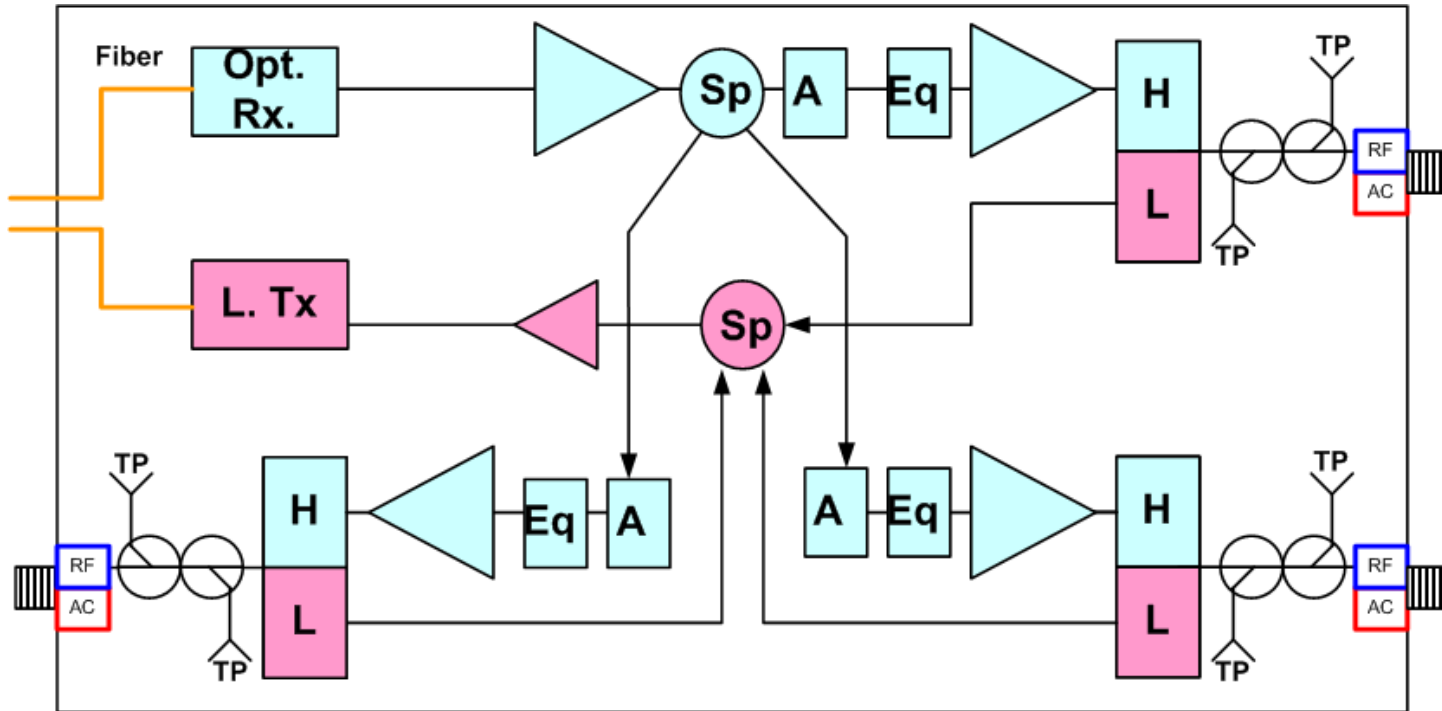 Fiber
Opt.
Rx.
Sp
A
Eq
H
TP
RF
AC
L
TP
L. Tx
Sp
TP
H
Eq
A
A
Eq
H
TP
RF
AC
L
TP
L
TP
RF
AC